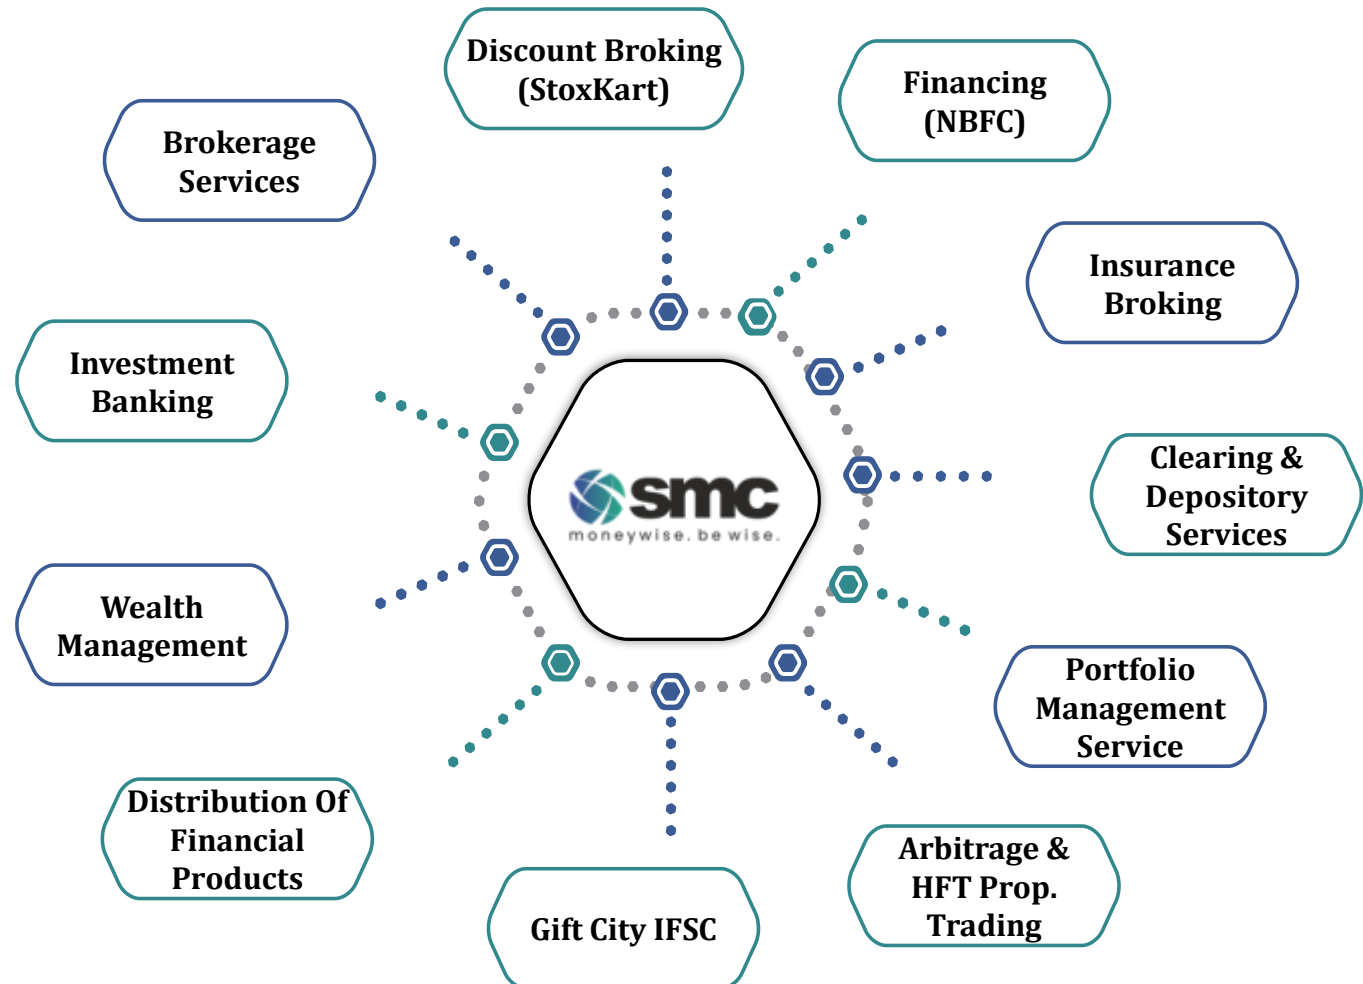 Discount Broking
(StoxKart)
Financing
(NBFC)
Brokerage
Services
Insurance
Broking
Investment
Banking
Clearing &
Depository
Services
smc
moneywise. be wise.
Wealth
Management
Portfolio
Management
Service
Distribution Of
Financial
Products
Arbitrage &
HFT Prop.
Trading
Gift City IFSC